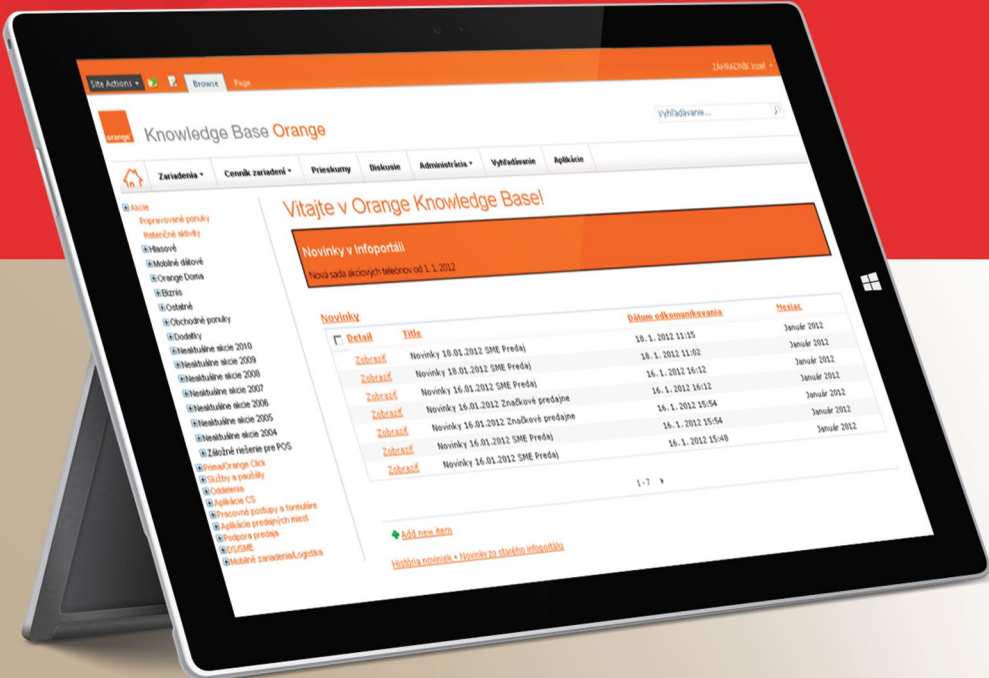 Site Actions
Browse
Page
ZÁHRADNÍK Jozef
orange
Knowledge Base Orange
Vyhľadávanie...
in
Zariadenia
Cenník zariadení
Prieskumy
Diskusie
Administrácia
Vyhľadávanie
Aplikácie
Akcie
Pripravované ponuky
Retenčné aktivity
Hlasové
Mobilné dátové
Orange Doma
Biznis
Ostatné
Obchodné ponuky
Dodatky
Neaktuálne akcie 2010
Neaktuálne akcie 2009
Neaktuálne akcie 2008
Neaktuálne akcie 2007
Neaktuálne akcie 2006
Neaktuálne akcie 2005
Neaktuálne akcie 2004
Záložné riešenie pre POS
Prima/Orange Click
Služby a paušály
Oddelenia
Aplikácie CS
Pracovné postupy a formuláre
Aplikácie predajných miest
Podpora predaja
DS/SME
Mobilné zariadenia/Logistika
Vitajte v Orange Knowledge Base!
Novinky v Infoportáli
Nová sada akciových telefónov od 1.1.2012
Novinky
Detail Title Dátum odkomunikovania Mesiac
Zobraziť Novinky 18.01.2012 SME Predaj 18.1.2012 11:15 Január 2012
Zobraziť Novinky 18.01.2012 SME Predaj 18.1.2012 11:02 Január 2012
Zobraziť Novinky 16.01.2012 SME Predaj 16.1.2012 16:12 Január 2012
Zobraziť Novinky 16.01.2012 Značkové predajne 16.1.2012 16:12 Január 2012
Zobraziť Novinky 16.01.2012 Značkové predajne 16.1.2012 15:54 Január 2012
Zobraziť Novinky 16.01.2012 SME Predaj 16.1.2012 15:54 Január 2012
Novinky 16.01.2012 SME Predaj 16.1.2012 15:48
1-7
Add new item
História noviniek • Novinky zo starého infoportálu